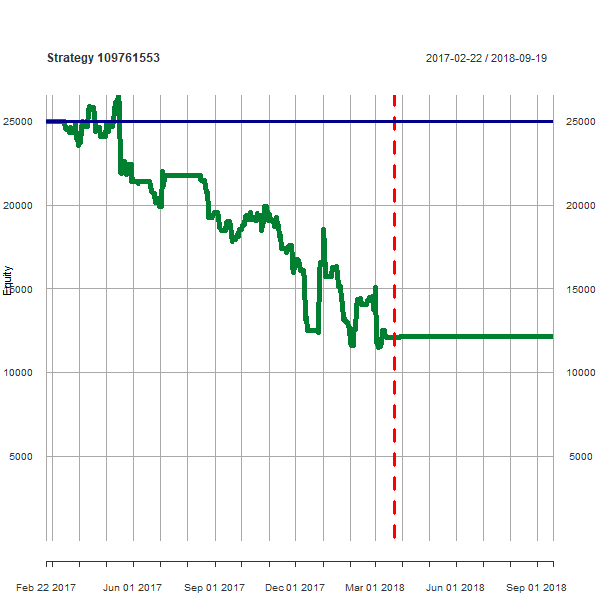 Strategy 109761553
2017-02-22 / 2018-09-19
25000 25000
20000 20000
Equity
15000 15000
10000 10000
5000 5000
Feb 22 2017 Jun 01 2017 Sep 01 2017 Dec 01 2017 Mar 01 2018 Jun 01 2018 Sep 01 2018